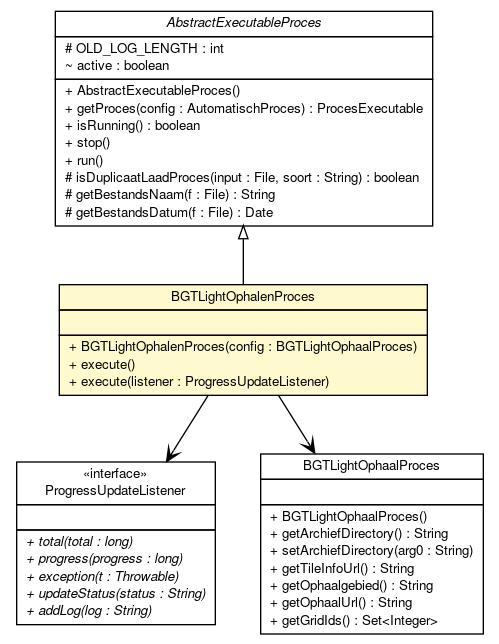 AbstractExecutableProces
# OLD_LOG_LENGTH : int
~ active : boolean
+ AbstractExecutableProces()
+ getProces(config : AutomatischProces) : ProcesExecutable
+ isRunning() : boolean
+ stop()
+ run()
# isDuplicaatLaadProces(input : File, soort : String) : boolean
# getBestandsNaam(f : File) : String
# getBestandsDatum(f : File) : Date
BGTLightOphalenProces
+ BGTLightOphalenProces(config : BGTLightOphaalProces)
+ execute()
+ execute(listener : ProgressUpdateListener)
«interface»
ProgressUpdateListener
+ total(total : long)
+ progress(progress : long)
+ exception(t : Throwable)
+ updateStatus(status : String)
+ addLog(log : String)
BGTLightOphaalProces
+ BGTLightOphaalProces()
+ getArchiefDirectory() : String
+ setArchiefDirectory(arg0 : String)
+ getTileInfoUrl() : String
+ getOphaalgebied() : String
+ getOphaalUrl() : String
+ getGridIds() : Set<Integer>